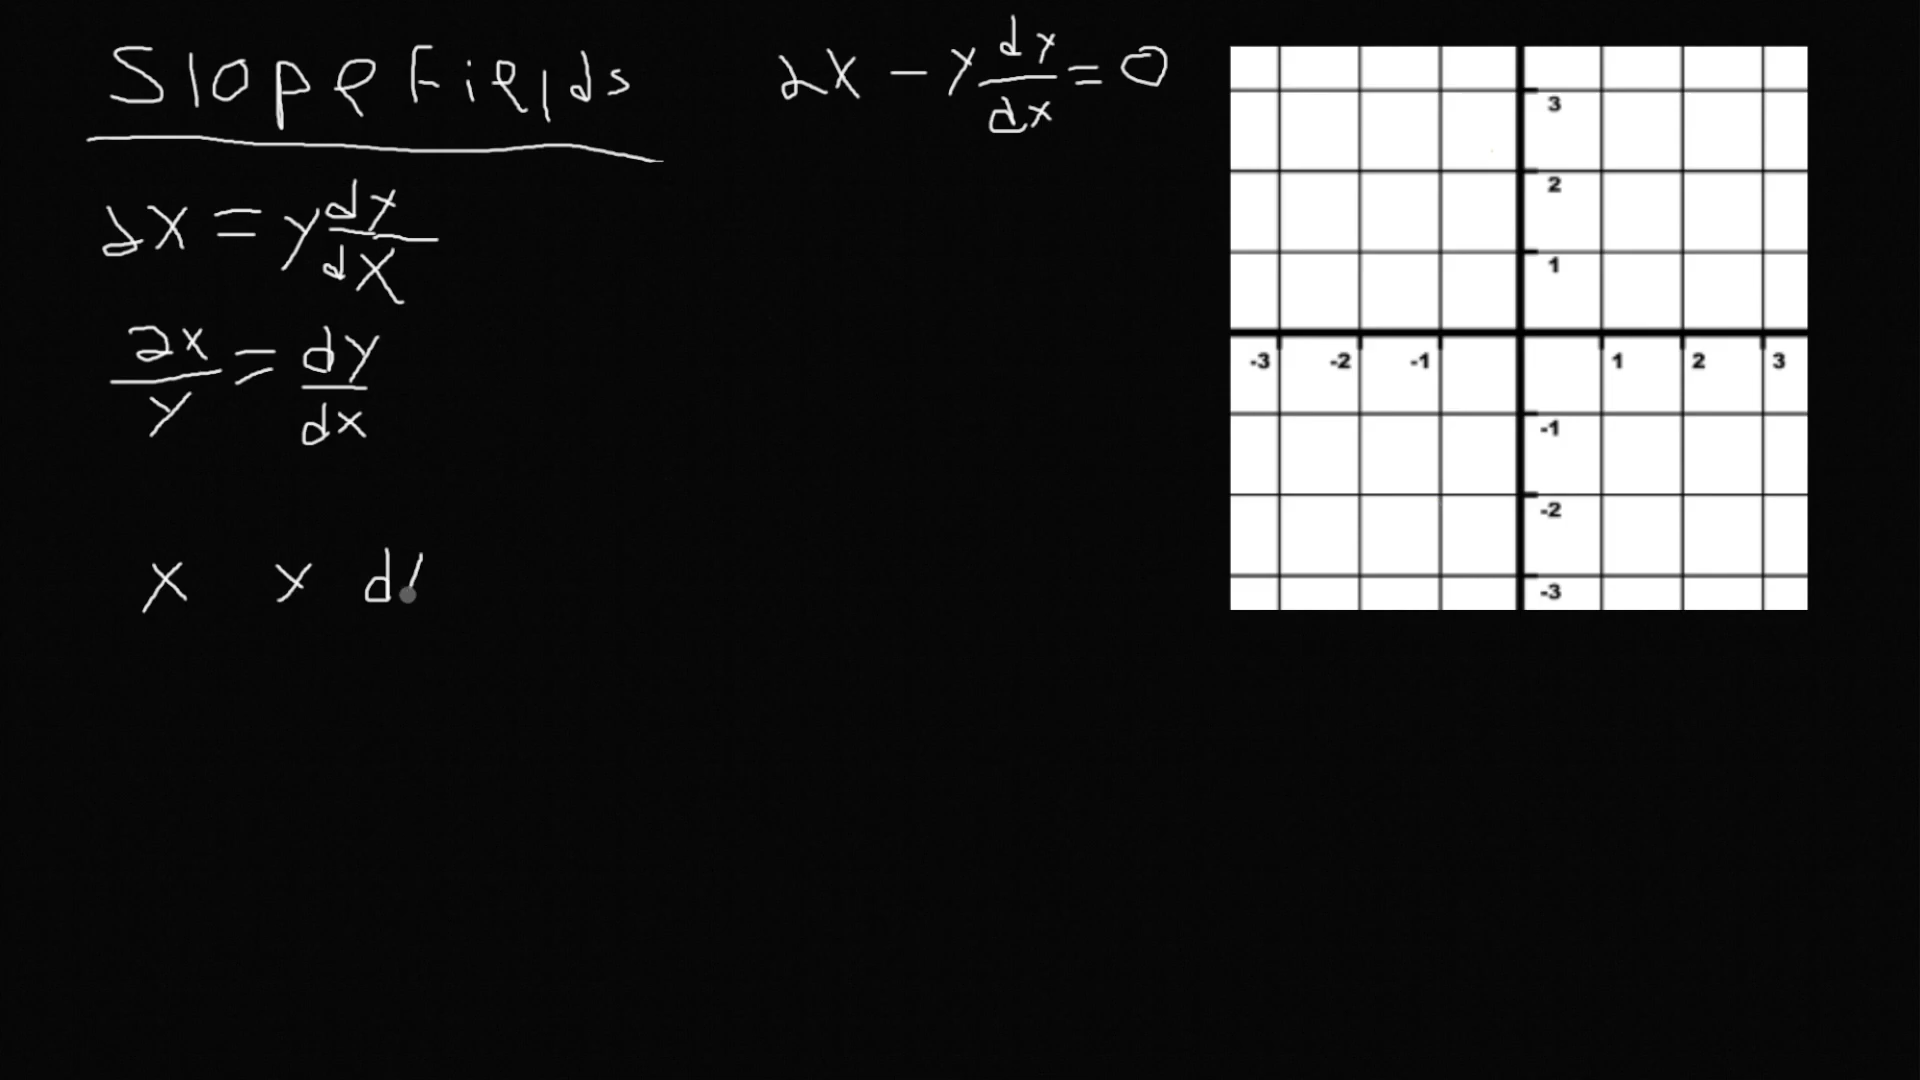 Slope Fields
2x - y dy/dx = 0
2x = y dy/dx
2x/y = dy/dx
x y d
3
2
1
-3 -2 -1 1 2 3
-1
-2
-3